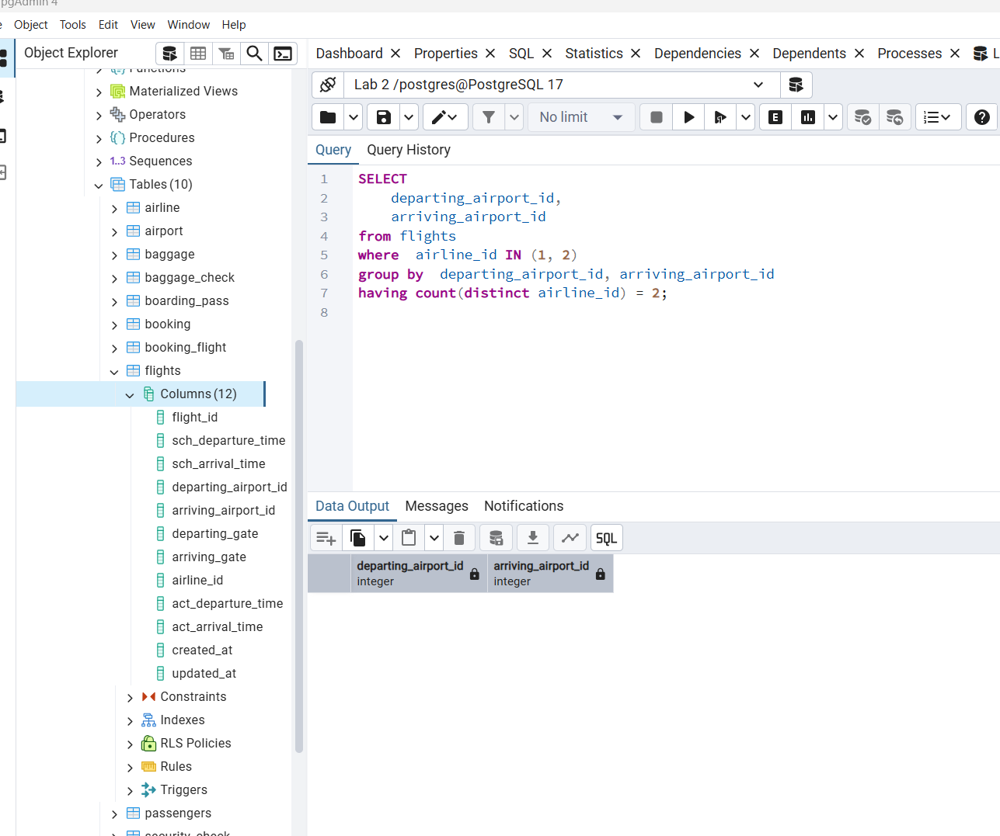 pgAdmin 4
Object Tools Edit View Window Help
Object Explorer
Functions
Materialized Views
Operators
Procedures
1..3 Sequences
Tables (10)
airline
airport
baggage
baggage_check
boarding_pass
booking
booking_flight
flights
Columns (12)
flight_id
sch_departure_time
sch_arrival_time
departing_airport_id
arriving_airport_id
departing_gate
arriving_gate
airline_id
act_departure_time
act_arrival_time
created_at
updated_at
Constraints
Indexes
RLS Policies
Rules
Triggers
passengers
security_check
Dashboard Properties SQL Statistics Dependencies Dependents Processes L
Lab 2 /postgres@PostgreSQL 17
No limit E
Query Query History
1 SELECT
2 departing_airport_id,
3 arriving_airport_id
4 from flights
5 where airline_id IN (1, 2)
6 group by departing_airport_id, arriving_airport_id
7 having count(distinct airline_id) = 2;
8
Data Output Messages Notifications
SQL
departing_airport_id arriving_airport_id
integer integer